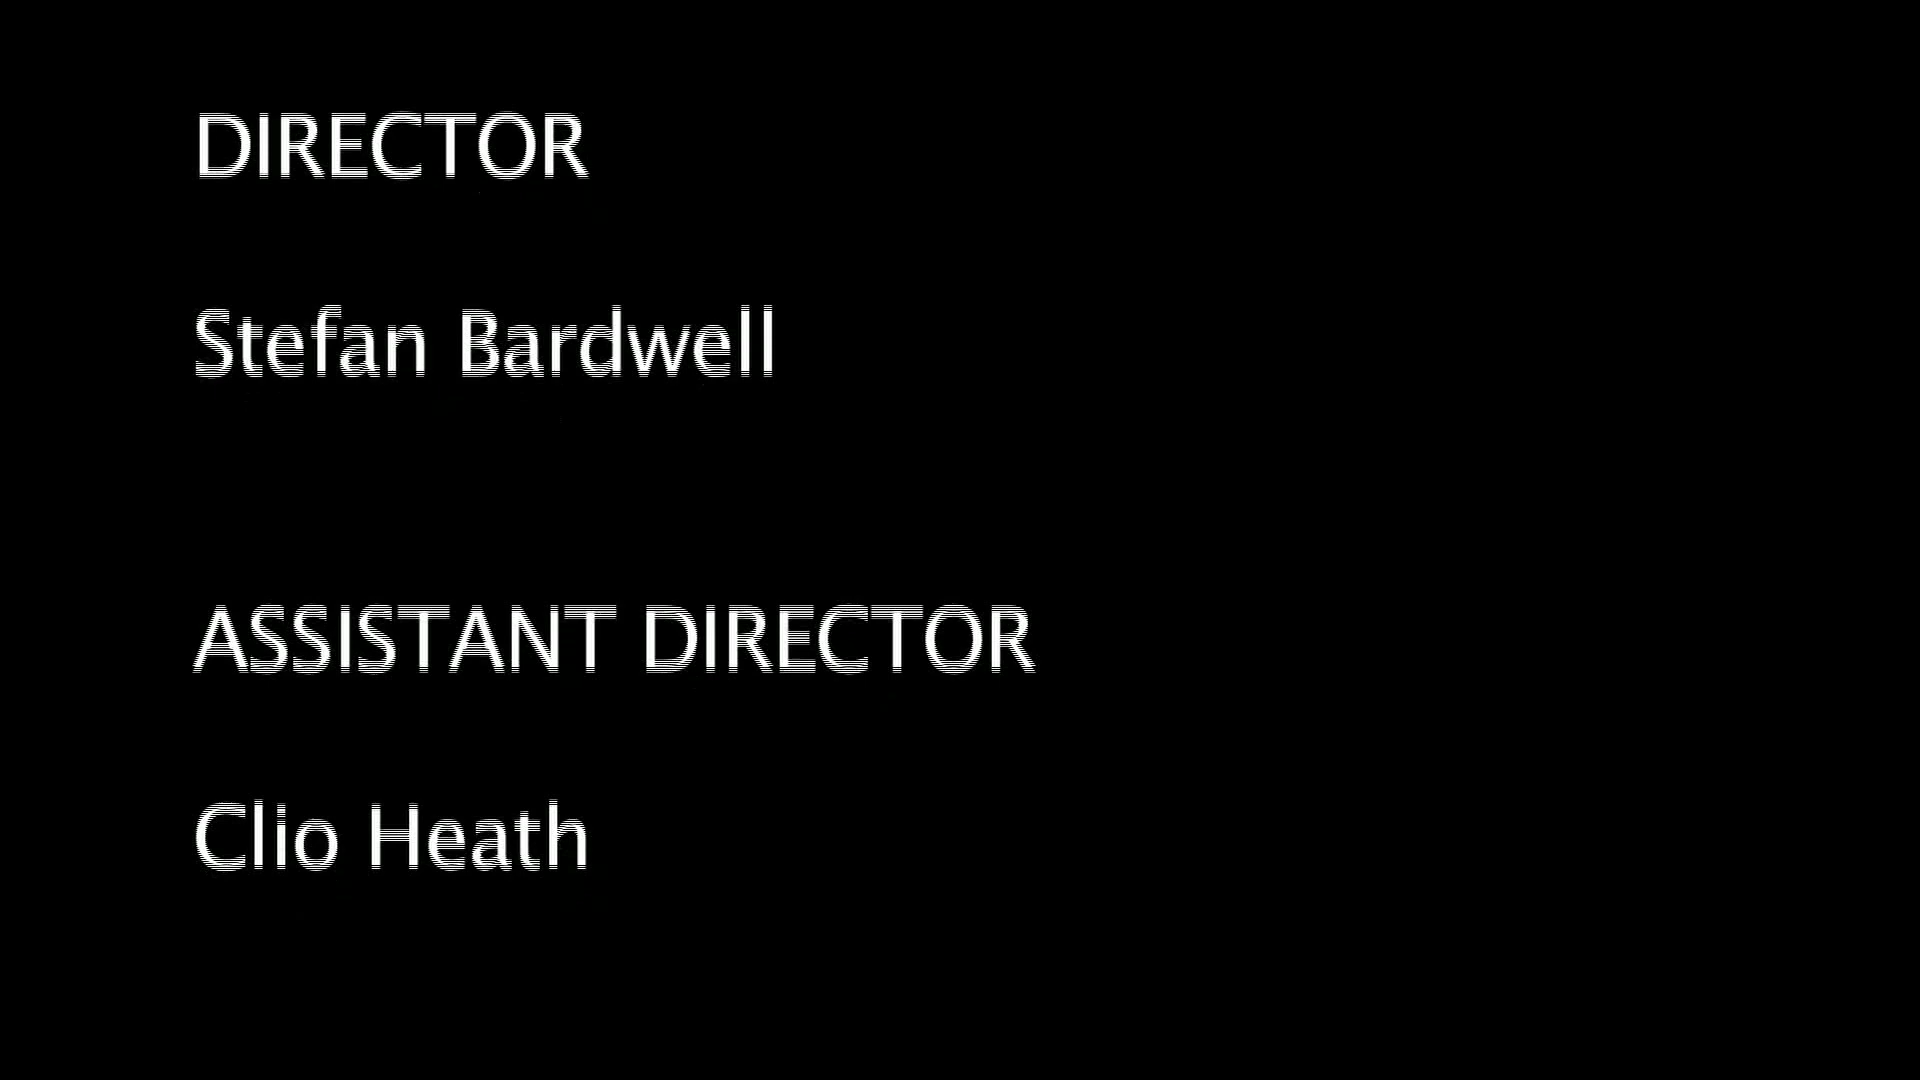 DIRECTOR
Stefan Bardwell
ASSISTANT DIRECTOR
Clio Heath